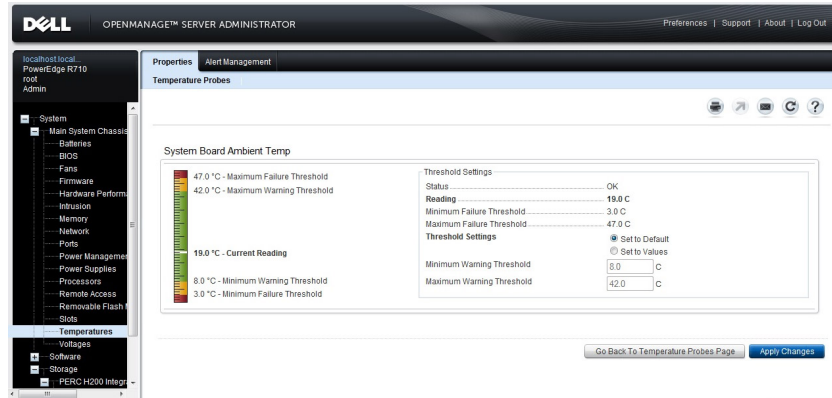 DELL OPENMANAGE™ SERVER ADMINISTRATOR
Preferences | Support | About | Log Out
localhost.local...
PowerEdge R710
root
Admin
Properties Alert Management
Temperature Probes
System
Main System Chassis
Batteries
BIOS
Fans
Firmware
Hardware Performa
Intrusion
Memory
Network
Ports
Power Managemen
Power Supplies
Processors
Remote Access
Removable Flash M
Slots
Temperatures
Voltages
Software
Storage
PERC H200 Integr
System Board Ambient Temp
47.0 °C - Maximum Failure Threshold
42.0 °C - Maximum Warning Threshold
19.0 °C - Current Reading
8.0 °C - Minimum Warning Threshold
3.0 °C - Minimum Failure Threshold
Threshold Settings
Status OK
Reading 19.0 C
Minimum Failure Threshold 3.0 C
Maximum Failure Threshold 47.0 C
Threshold Settings Set to Default
Set to Values
Minimum Warning Threshold 8.0 C
Maximum Warning Threshold 42.0 C
Go Back To Temperature Probes Page Apply Changes